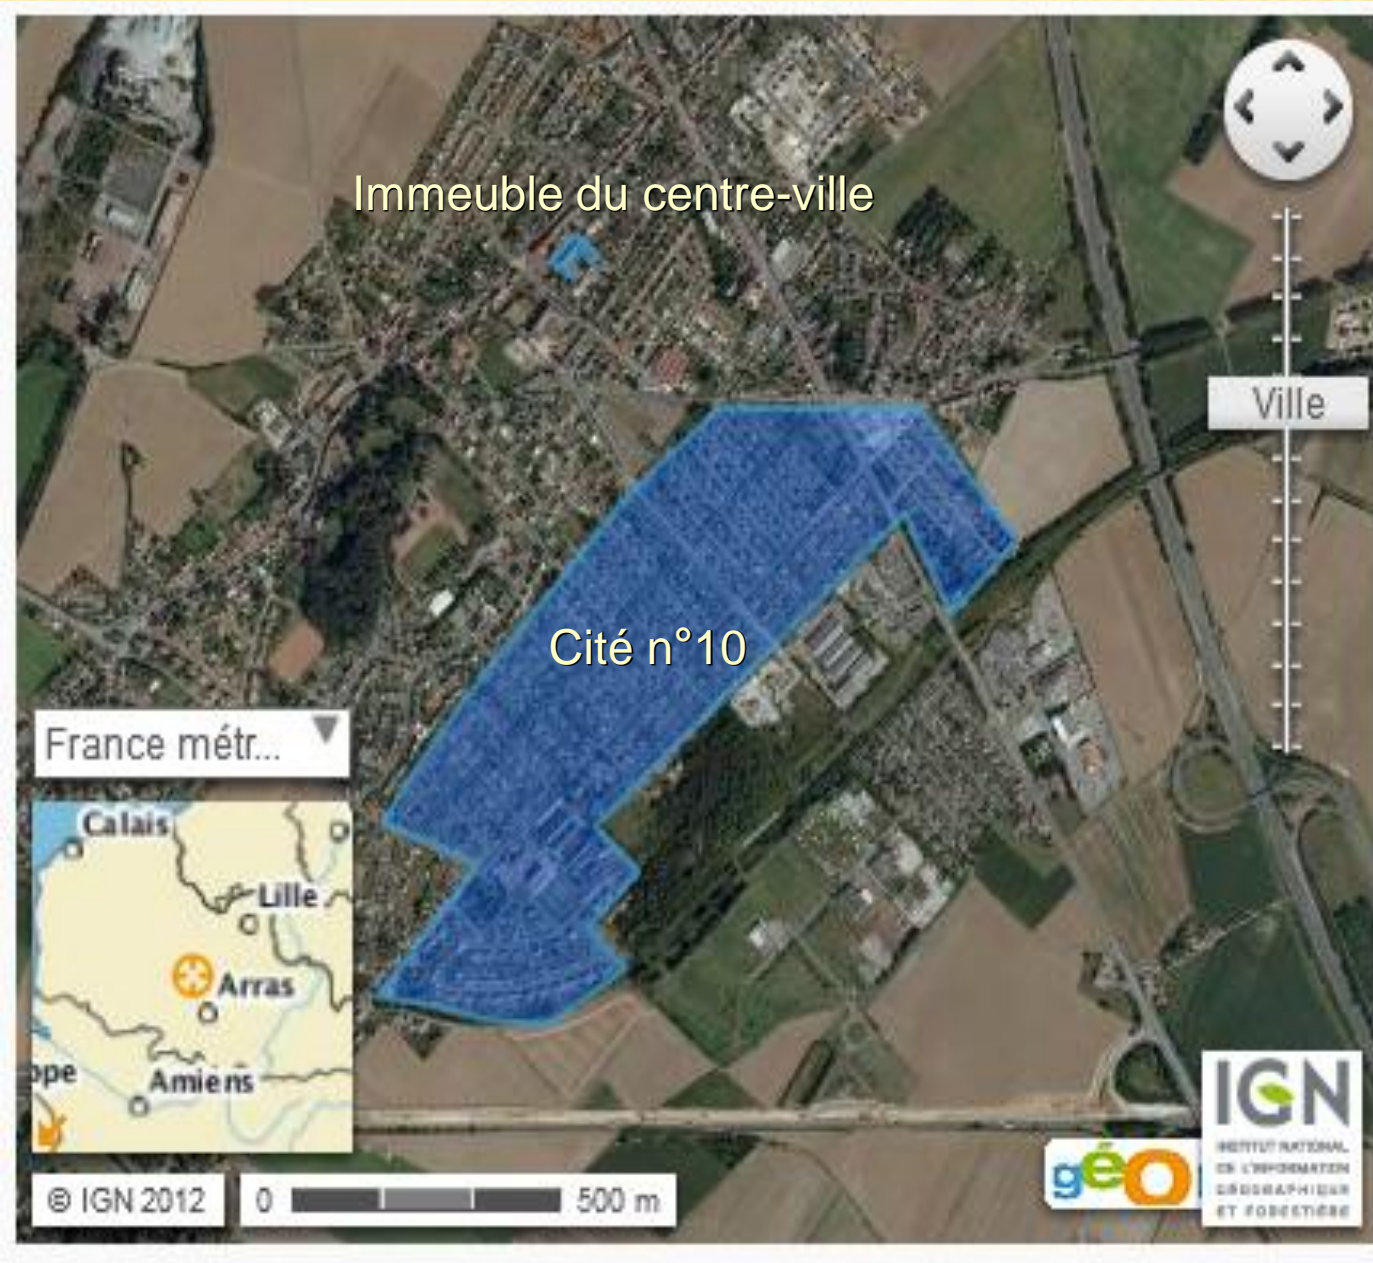 Immeuble du centre-ville
Ville
Cité n°10
France métr...
Calais
Lille
Arras
Amiens
ppe
© IGN 2012
0 500 m
géo
IGN
INSTITUT NATIONAL
DE L'INFORMATION
GÉOGRAPHIQUE
ET FORESTIÈRE